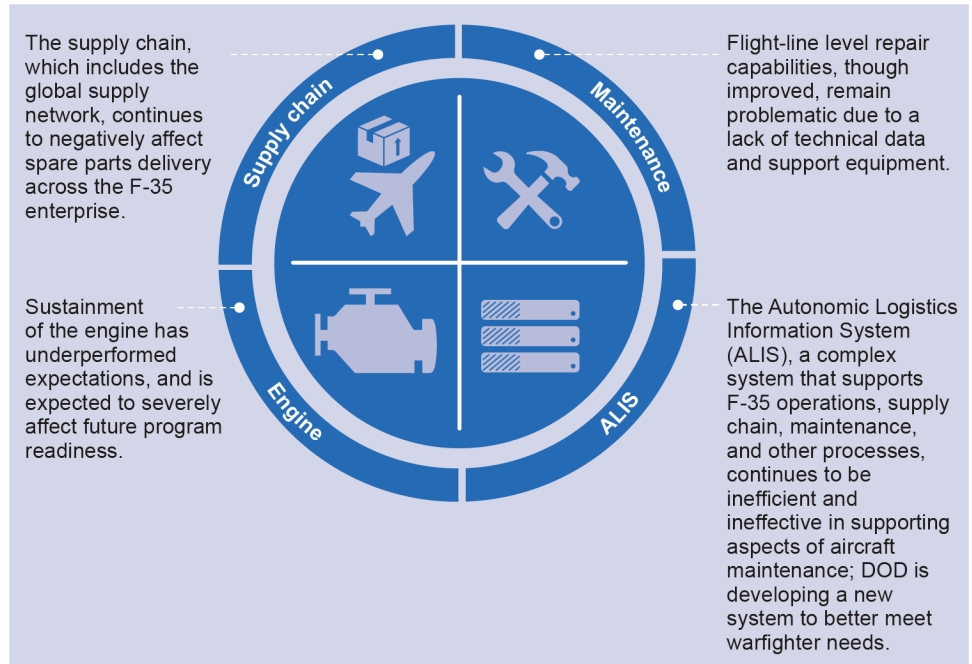 The supply chain,
which includes the
global supply
network, continues
to negatively affect
spare parts delivery
across the F-35
enterprise.
Supply chain
Maintenance
Flight-line level repair
capabilities, though
improved, remain
problematic due to a
lack of technical data
and support equipment.
Sustainment
of the engine has
underperformed
expectations, and is
expected to severely
affect future program
readiness.
Engine
ALIS
The Autonomic Logistics
Information System
(ALIS), a complex
system that supports
F-35 operations, supply
chain, maintenance,
and other processes,
continues to be
inefficient and
ineffective in supporting
aspects of aircraft
maintenance; DOD is
developing a new
system to better meet
warfighter needs.